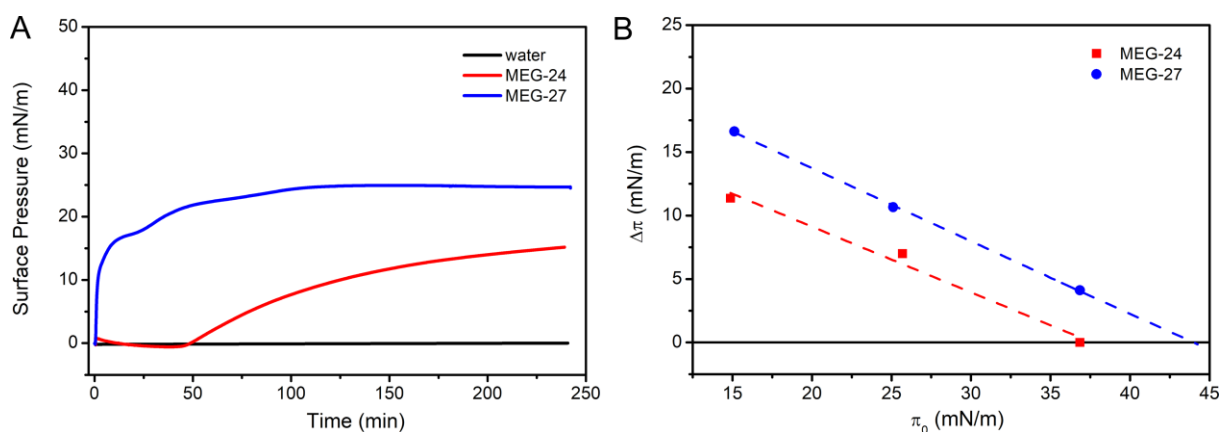 A
Surface Pressure (mN/m)
50
40
30
20
10
0
water
MEG-24
MEG-27
0 50 100 150 200 250
Time (min)
B
Δπ (mN/m)
25
20
15
10
5
0
MEG-24
MEG-27
15 20 25 30 35 40 45
π₀ (mN/m)